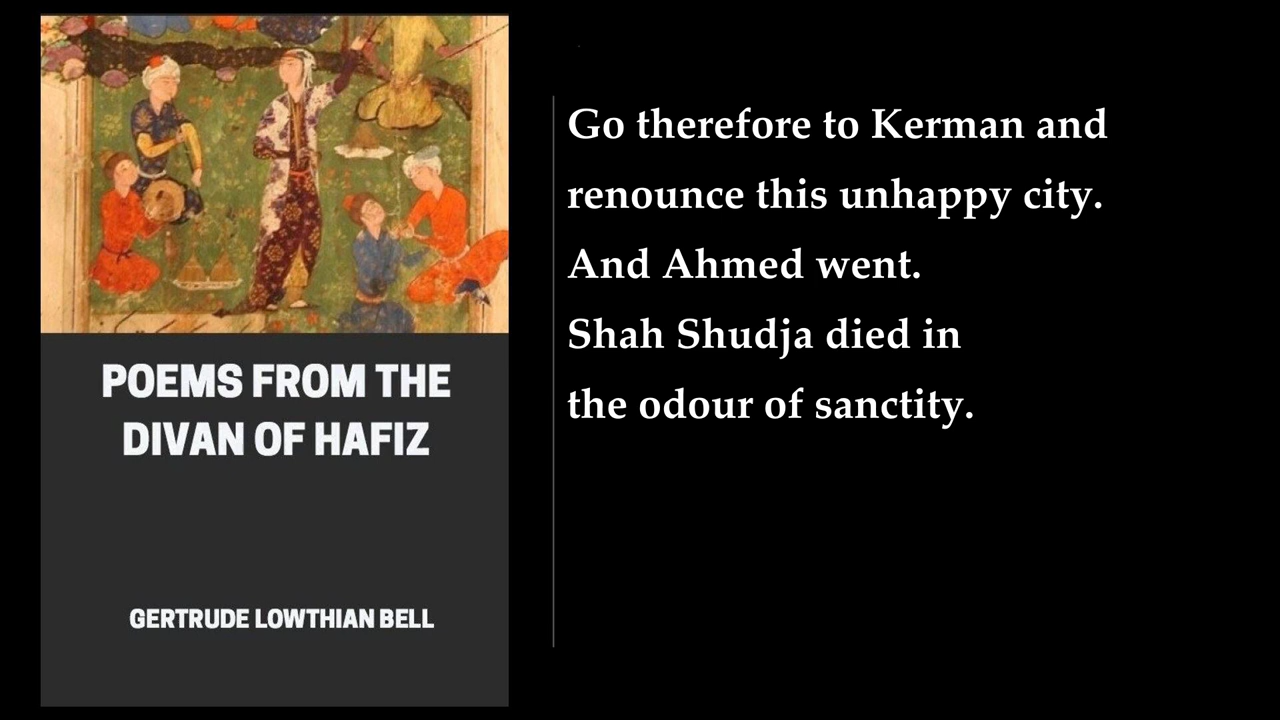 POEMS FROM THE
DIVAN OF HAFIZ
GERTRUDE LOWTHIAN BELL
Go therefore to Kerman and
renounce this unhappy city.
And Ahmed went.
Shah Shudja died in
the odour of sanctity.